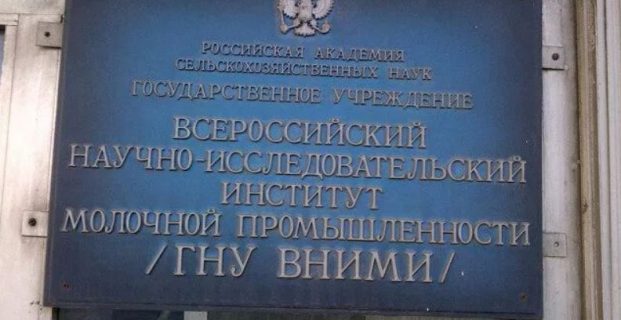 РОССИЙСКАЯ АКАДЕМИЯ
СЕЛЬСКОХОЗЯЙСТВЕННЫХ НАУК
ГОСУДАРСТВЕННОЕ УЧРЕЖДЕНИЕ
ВСЕРОССИЙСКИЙ
НАУЧНО-ИССЛЕДОВАТЕЛЬСКИЙ
ИНСТИТУТ
МОЛОЧНОЙ ПРОМЫШЛЕННОСТИ
/ГНУ ВНИМИ/